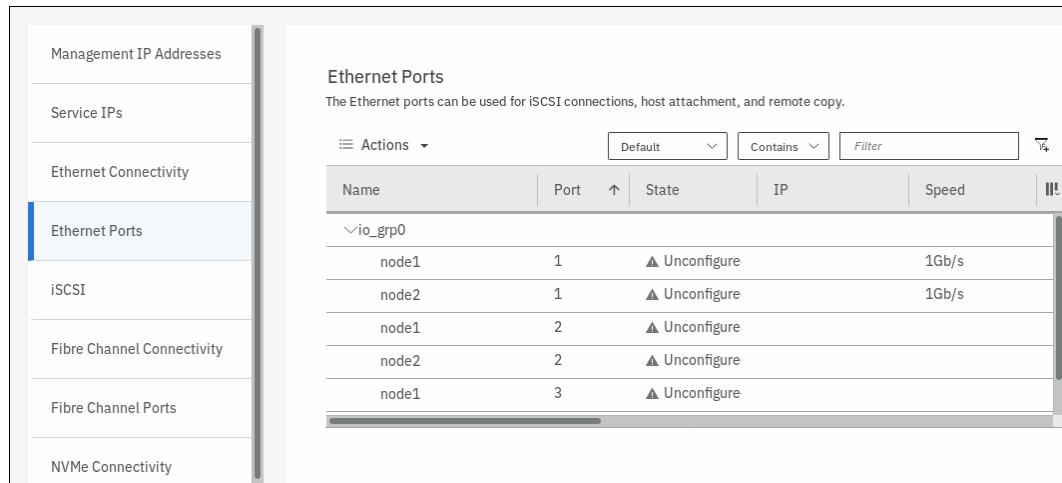 Management IP Addresses
Service IPs
Ethernet Connectivity
Ethernet Ports
iSCSI
Fibre Channel Connectivity
Fibre Channel Ports
NVMe Connectivity
Ethernet Ports
The Ethernet ports can be used for iSCSI connections, host attachment, and remote copy.
Actions Default Contains Filter
Name Port State IP Speed
io_grp0
node1 1 Unconfigure 1Gb/s
node2 1 Unconfigure 1Gb/s
node1 2 Unconfigure
node2 2 Unconfigure
node1 3 Unconfigure